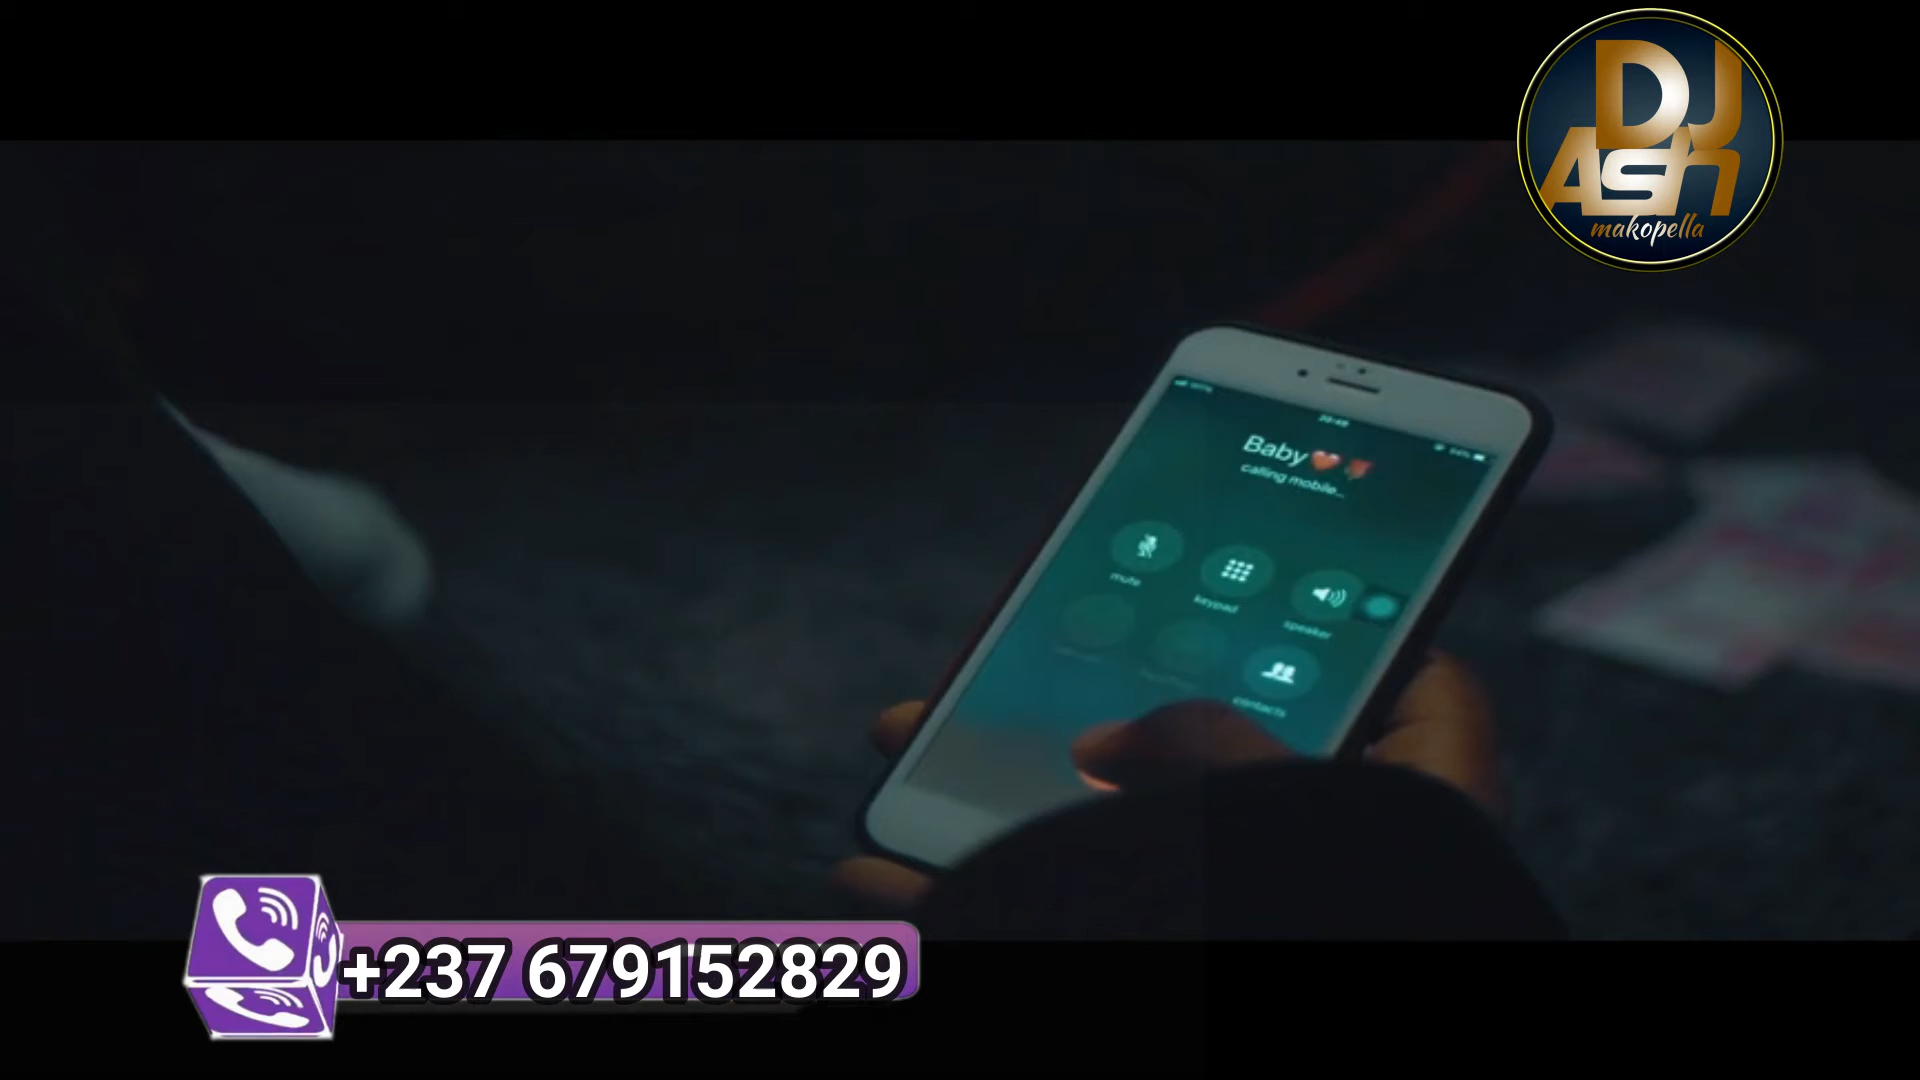 DJ
Ash
makopella
Baby❤️
calling mobile...
mute
keypad
speaker
contacts
+237 679152829